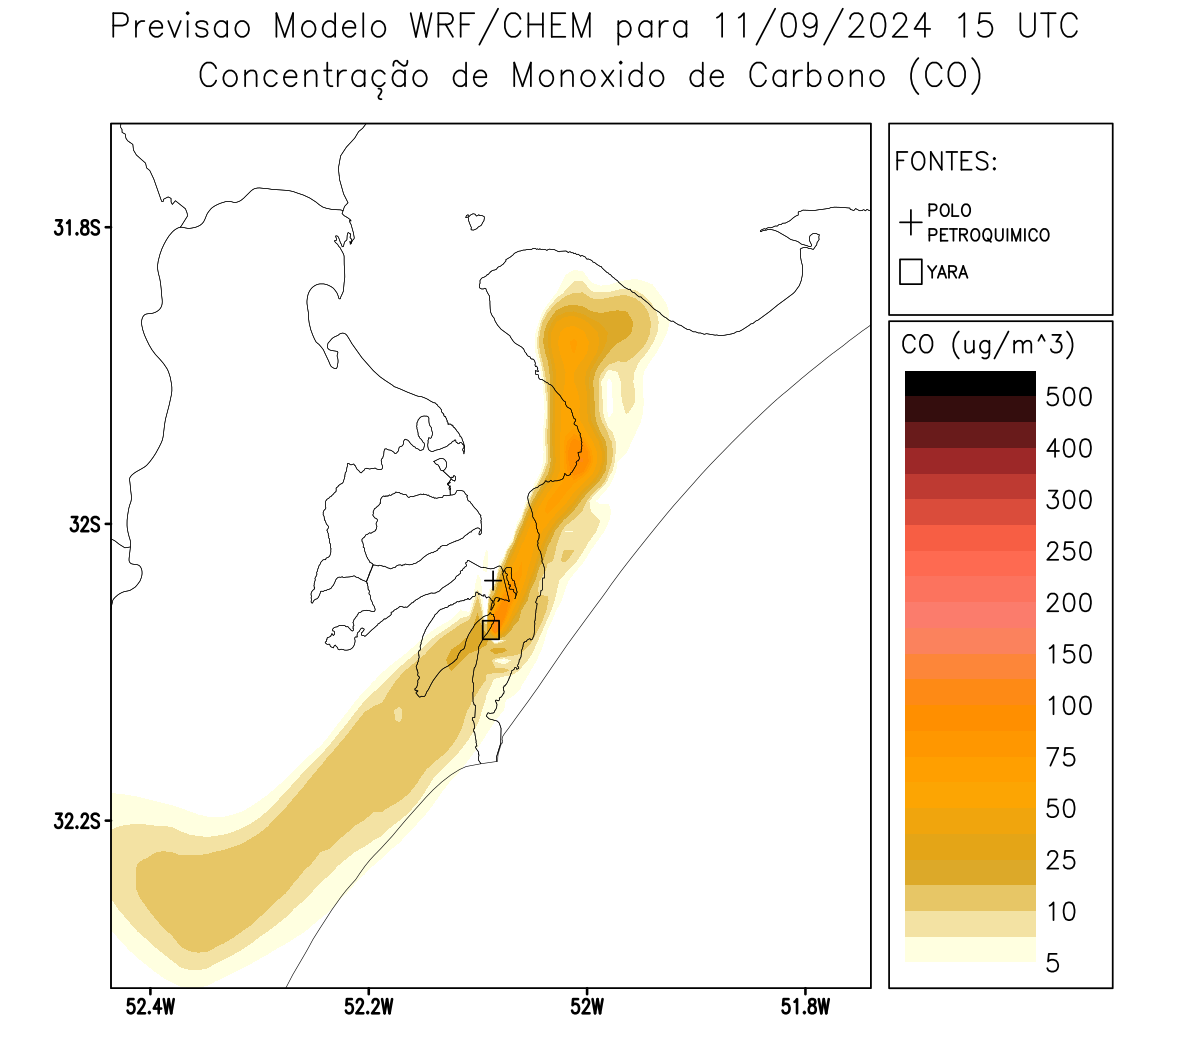 Previsao Modelo WRF/CHEM para 11/09/2024 15 UTC
Concentração de Monoxido de Carbono (CO)
FONTES:
POLO
PETROQUIMICO
YARA
CO (ug/m^3)
500
400
300
250
200
150
100
75
50
25
10
5
31.8S
32S
32.2S
52.4W
52.2W
52W
51.8W